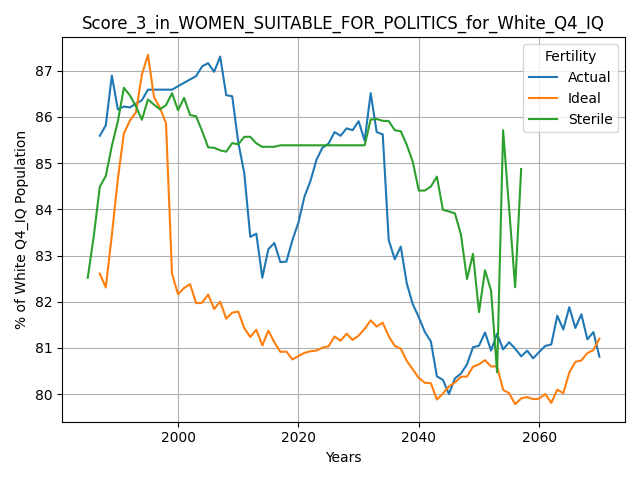 Score_3_in_WOMEN_SUITABLE_FOR_POLITICS_for_White_Q4_IQ
% of White Q4_IQ Population
87
86
85
84
83
82
81
80
Fertility
Actual
Ideal
Sterile
2000
2020
2040
2060
Years